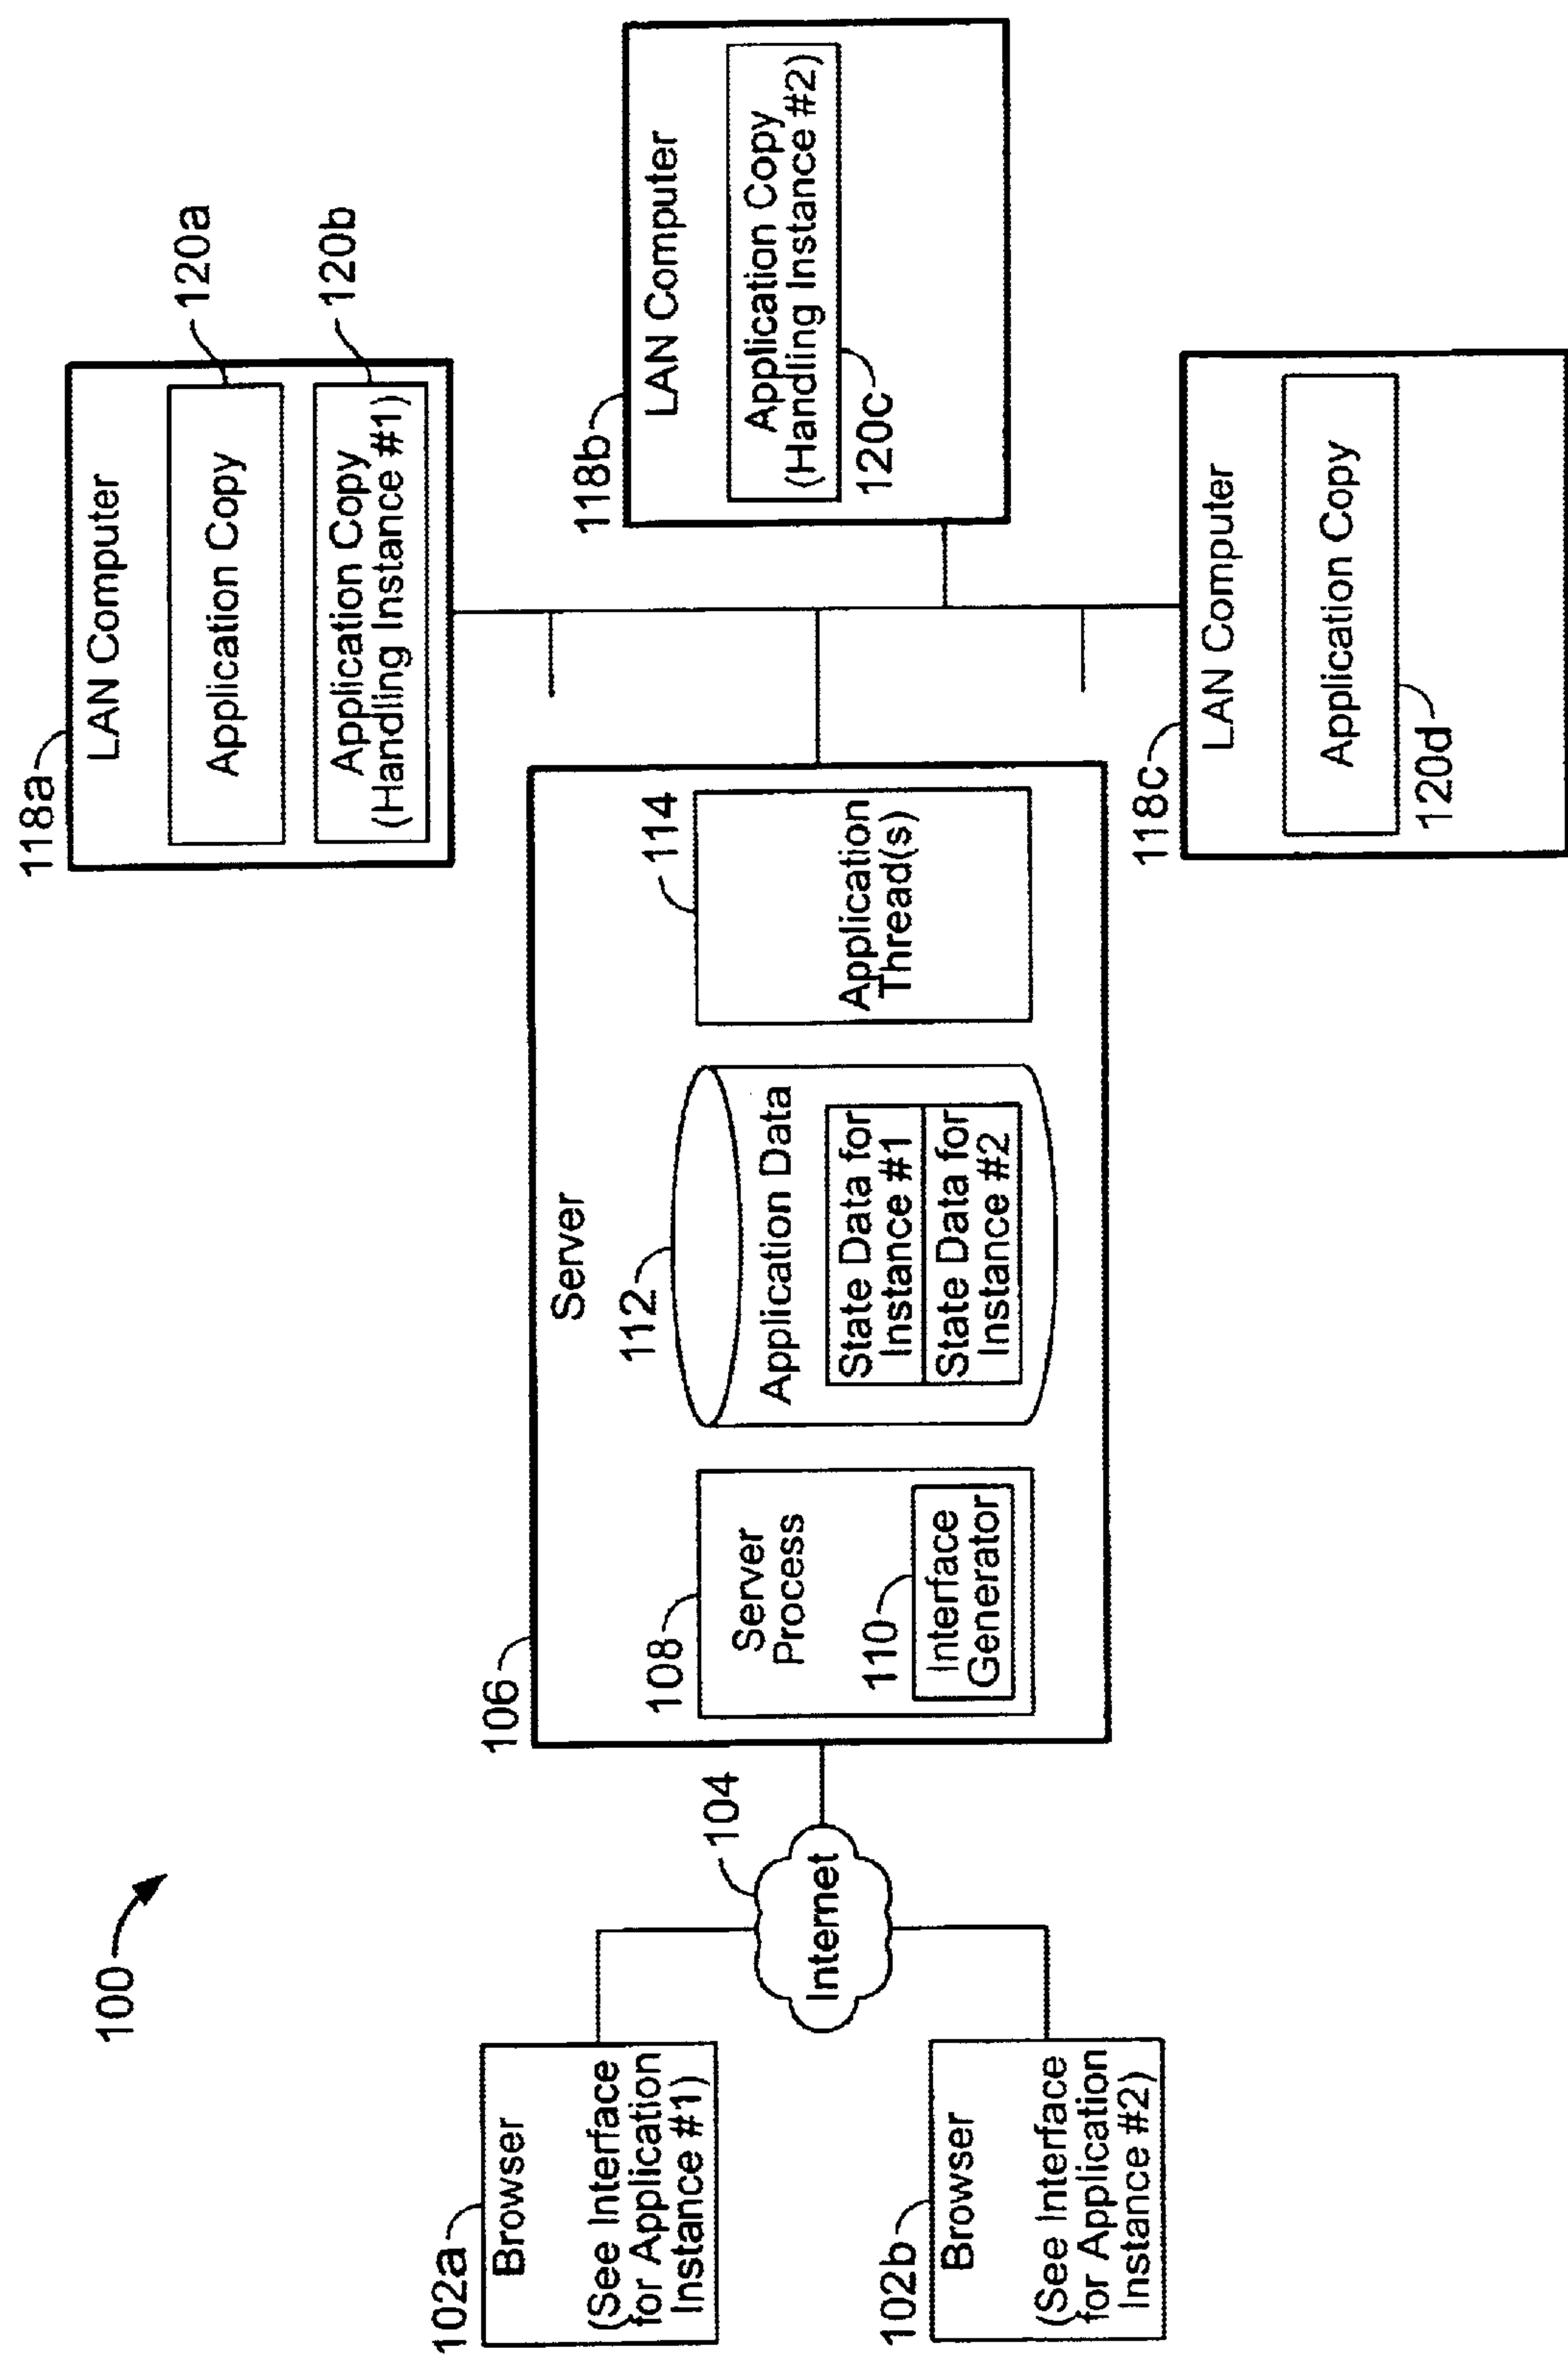 100
102a
Browser
(See Interface
for Application
Instance #1)
102b
Browser
(See Interface
for Application
Instance #2)
104
Internet
106
Server
108
Server
Process
110
Interface
Generator
112
Application Data
State Data for
Instance #1
State Data for
Instance #2
114
Application
Thread(s)
118a
LAN Computer
Application Copy
120a
Application Copy
(Handling Instance #1)
120b
118b
LAN Computer
Application Copy
(Handling Instance #2)
120c
118c
LAN Computer
Application Copy
120d